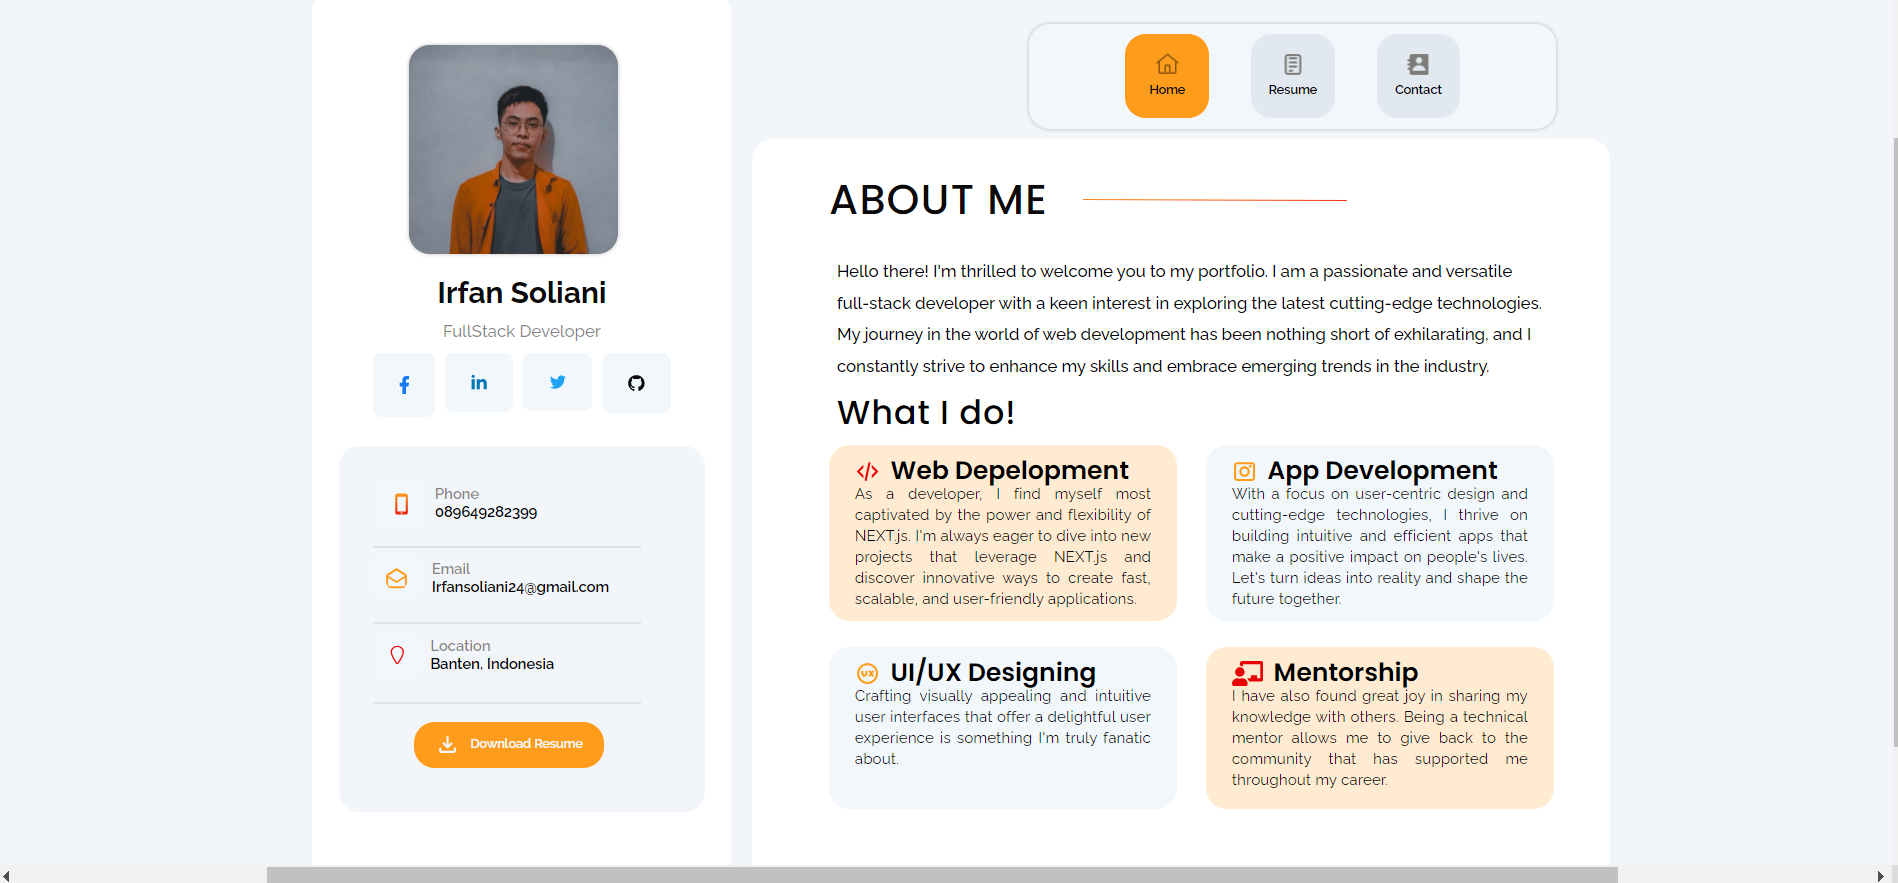 Home
Resume
Contact
Irfan Soliani
FullStack Developer
Phone
089649282399
Email
Irfansoliani24@gmail.com
Location
Banten, Indonesia
Download Resume
ABOUT ME
Hello there! I'm thrilled to welcome you to my portfolio. I am a passionate and versatile
full-stack developer with a keen interest in exploring the latest cutting-edge technologies.
My journey in the world of web development has been nothing short of exhilarating, and I
constantly strive to enhance my skills and embrace emerging trends in the industry.
What I do!
Web Depelopment
As a developer, I find myself most
captivated by the power and flexibility of
NEXT.js. I'm always eager to dive into new
projects that leverage NEXT.js and
discover innovative ways to create fast,
scalable, and user-friendly applications.
App Development
With a focus on user-centric design and
cutting-edge technologies, I thrive on
building intuitive and efficient apps that
make a positive impact on people's lives.
Let's turn ideas into reality and shape the
future together.
UX
UI/UX Designing
Crafting visually appealing and intuitive
user interfaces that offer a delightful user
experience is something I'm truly fanatic
about.
Mentorship
I have also found great joy in sharing my
knowledge with others. Being a technical
mentor allows me to give back to the
community that has supported me
throughout my career.